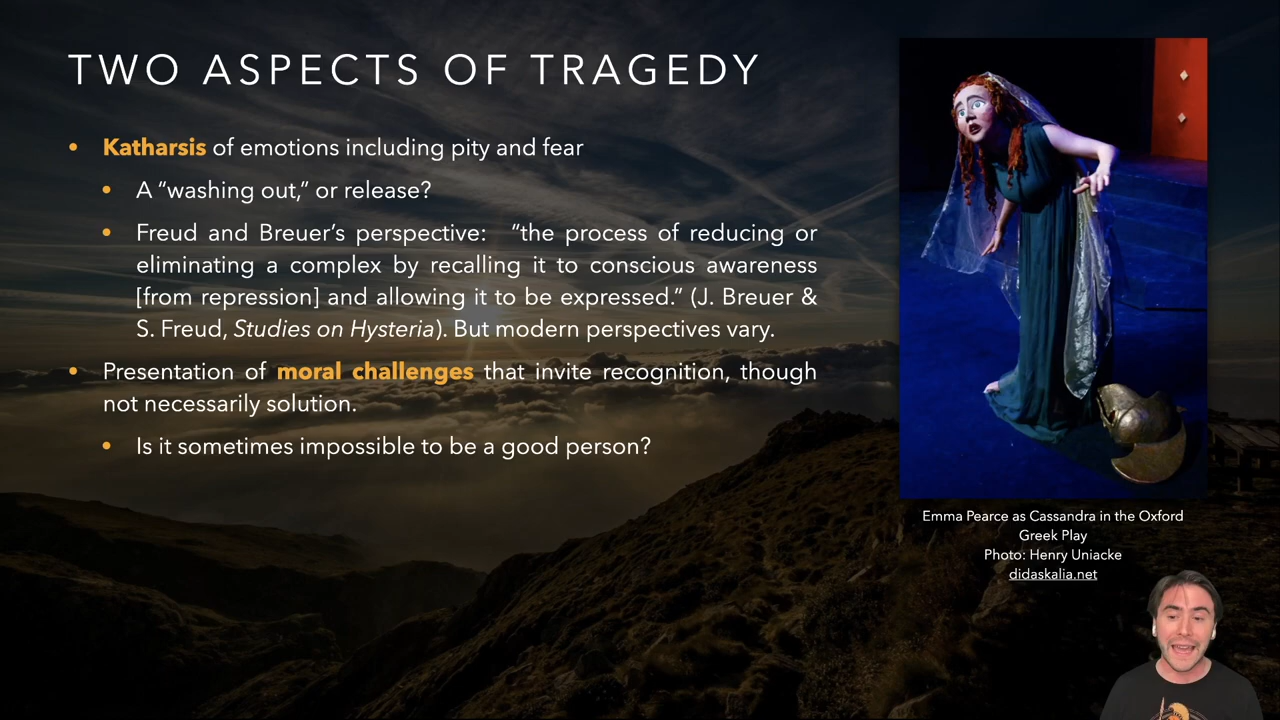 TWO ASPECTS OF TRAGEDY
• Katharsis of emotions including pity and fear
• A “washing out,” or release?
• Freud and Breuer’s perspective: “the process of reducing or
eliminating a complex by recalling it to conscious awareness
[from repression] and allowing it to be expressed.” (J. Breuer &
S. Freud, Studies on Hysteria). But modern perspectives vary.
• Presentation of moral challenges that invite recognition, though
not necessarily solution.
• Is it sometimes impossible to be a good person?
Emma Pearce as Cassandra in the Oxford
Greek Play
Photo: Henry Uniacke
didaskalia.net